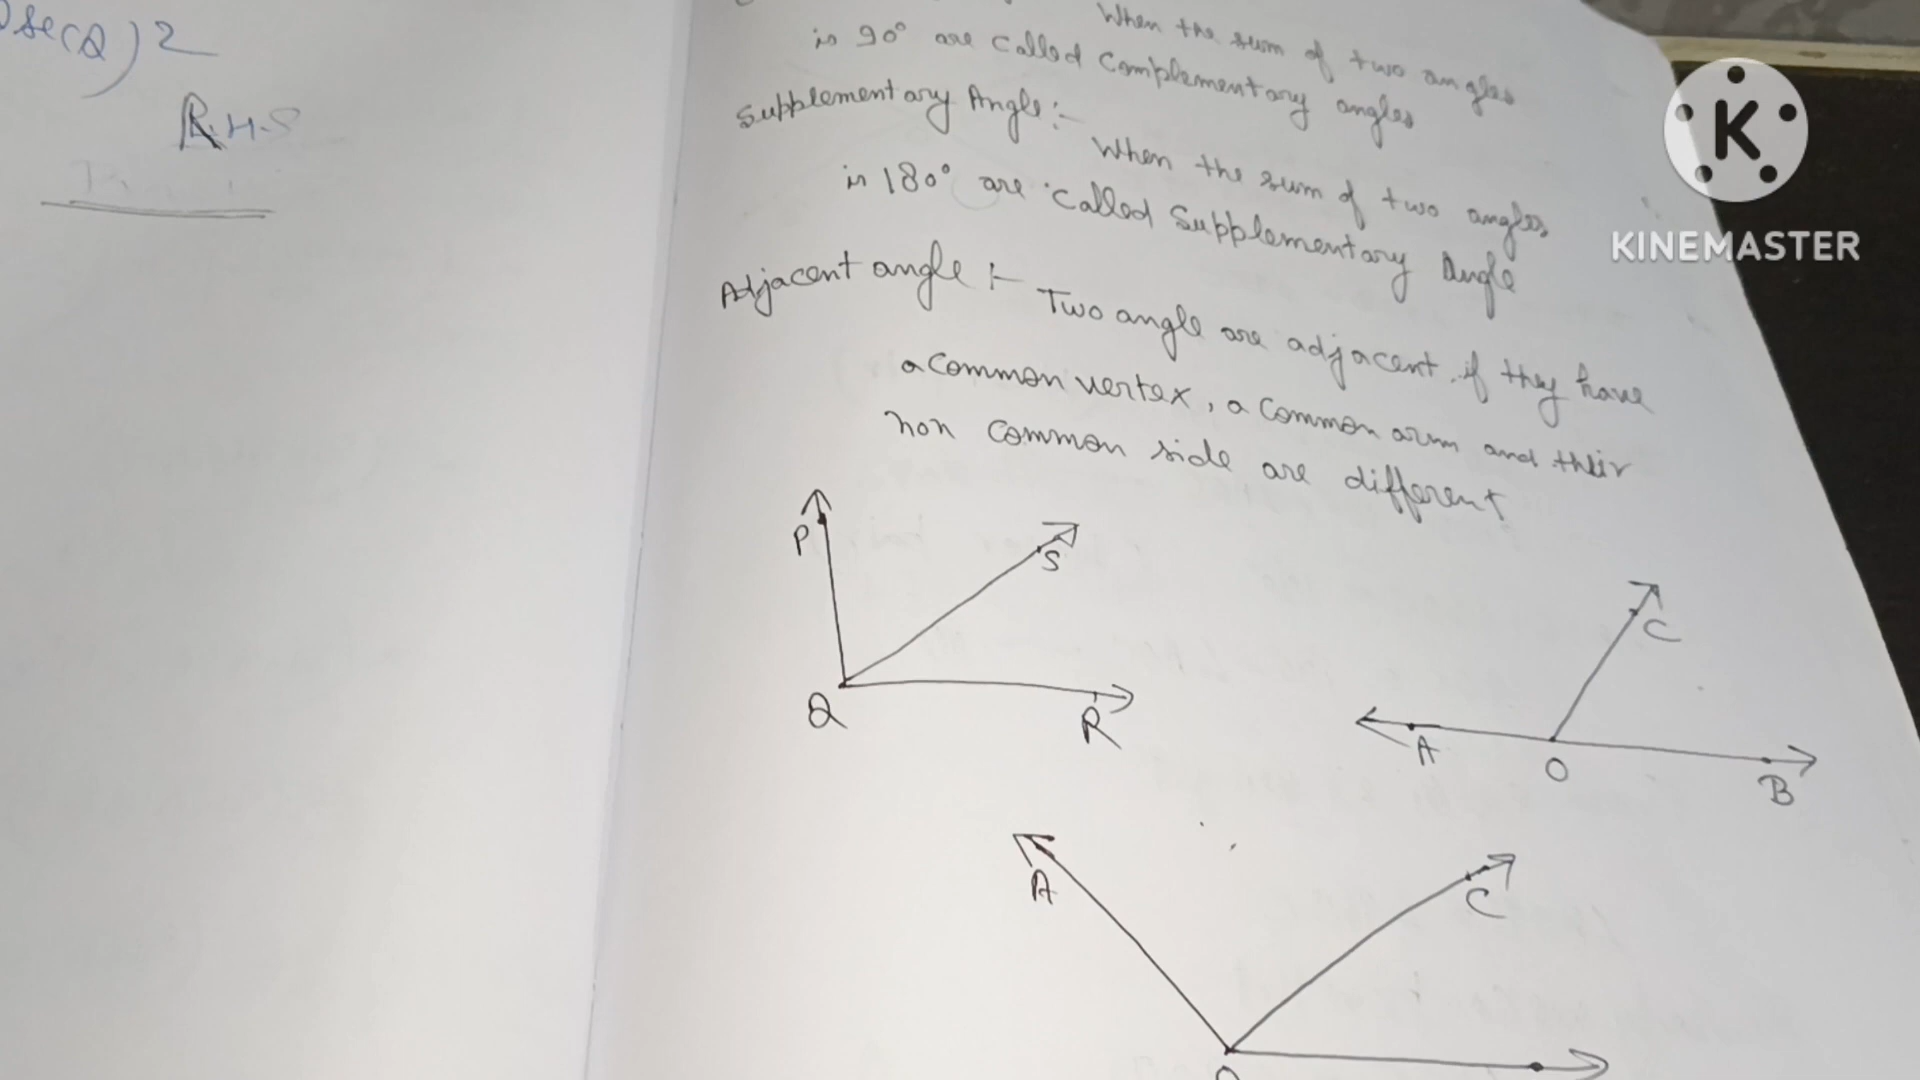 sec Q)2
R.H.S
When the sum of two angles
is 90° are called Complementary angles
Supplementary Angle:-
When the sum of two angles
is 180° are called Supplementary Angle
Adjacent angle :-
Two angle are adjacent if they have
a common vertex, a common arm and their
non common side are different
P
S
Q
R
C
A
O
B
A
C
K
KINEMASTER